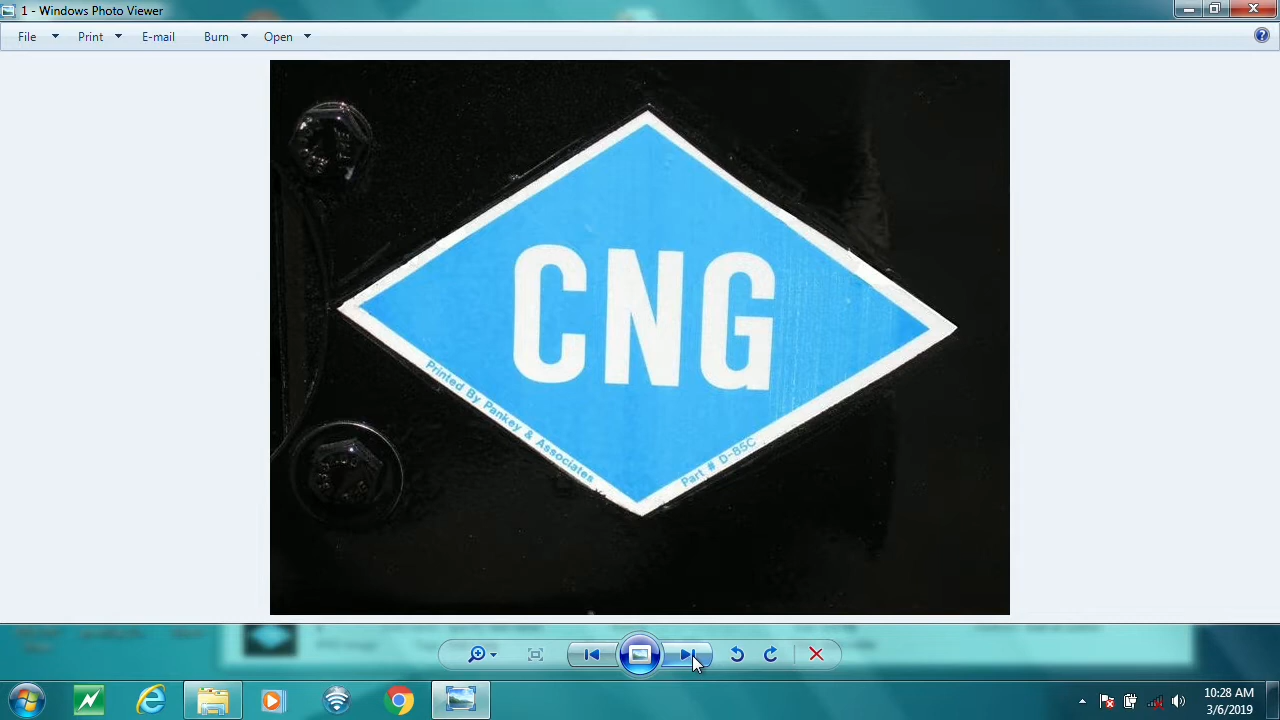 1 - Windows Photo Viewer
File Print E-mail Burn Open
CNG
Printed By Pankey & Associates
Part # D-85C
10:28 AM
3/6/2019